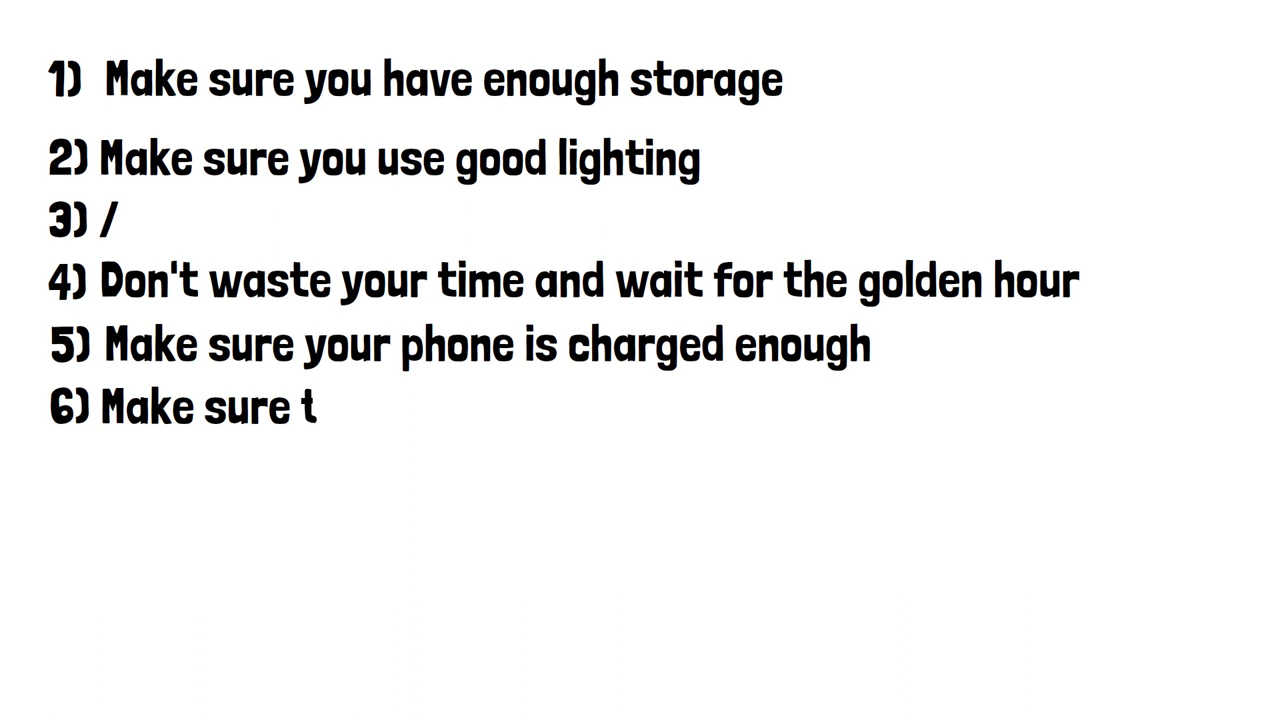 1) Make sure you have enough storage
2) Make sure you use good lighting
3) /
4) Don't waste your time and wait for the golden hour
5) Make sure your phone is charged enough
6) Make sure t